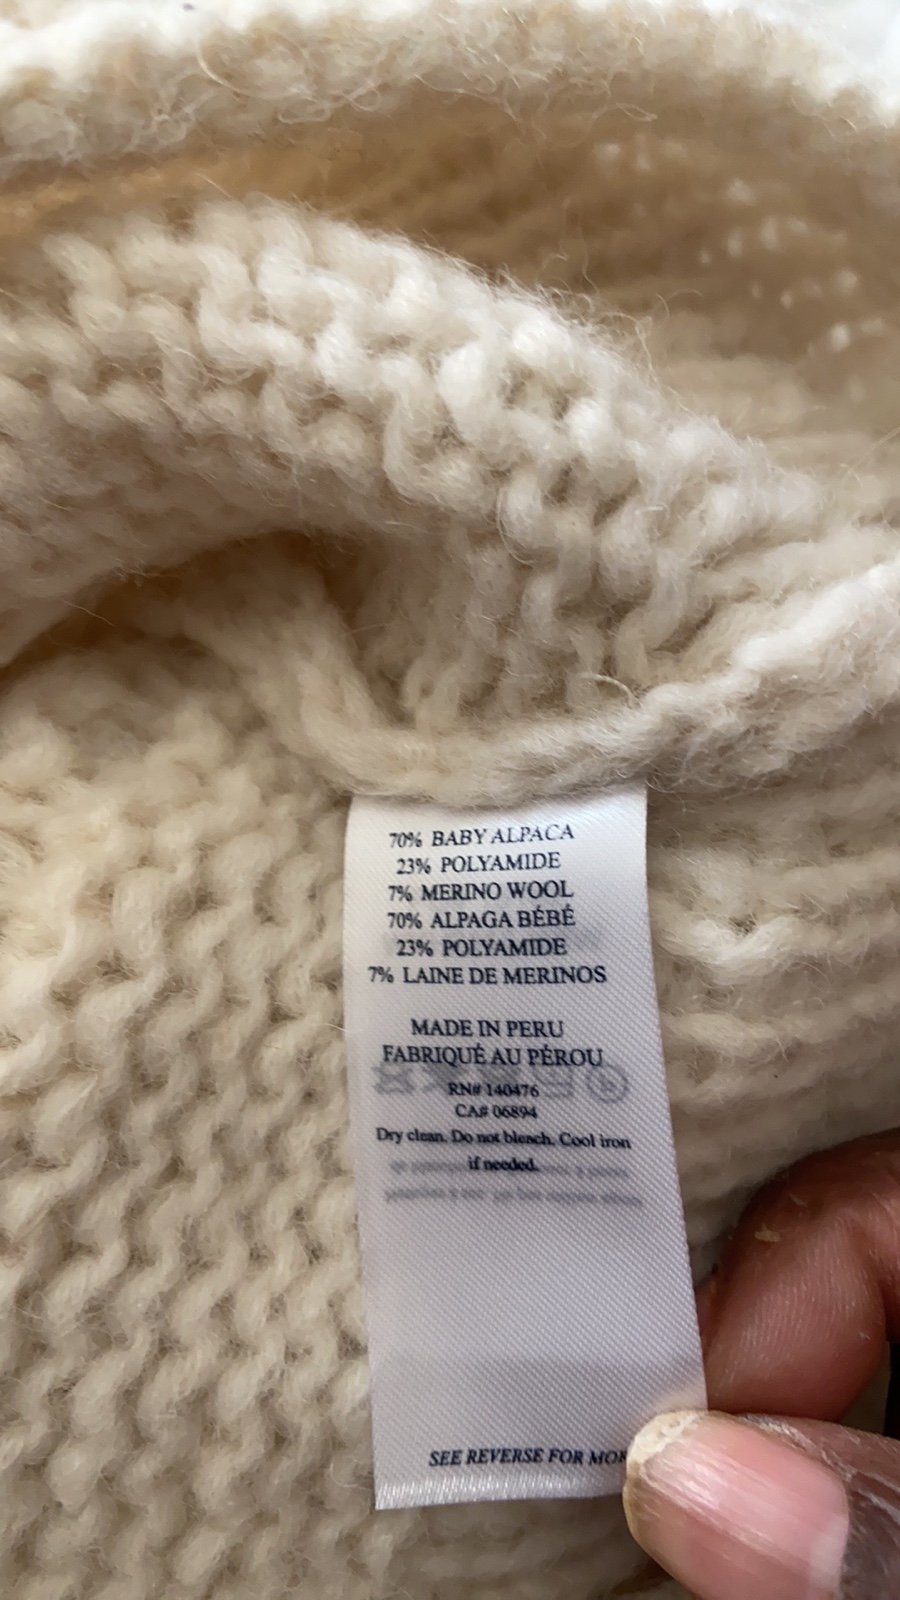 70% BABY ALPACA
23% POLYAMIDE
7% MERINO WOOL
70% ALPAGA BÉBÉ
23% POLYAMIDE
7% LAINE DE MERINOS
MADE IN PERU
FABRIQUÉ AU PÉROU
RN# 140476
CA# 06894
Dry clean. Do not bleach. Cool iron
if needed.
SEE REVERSE FOR